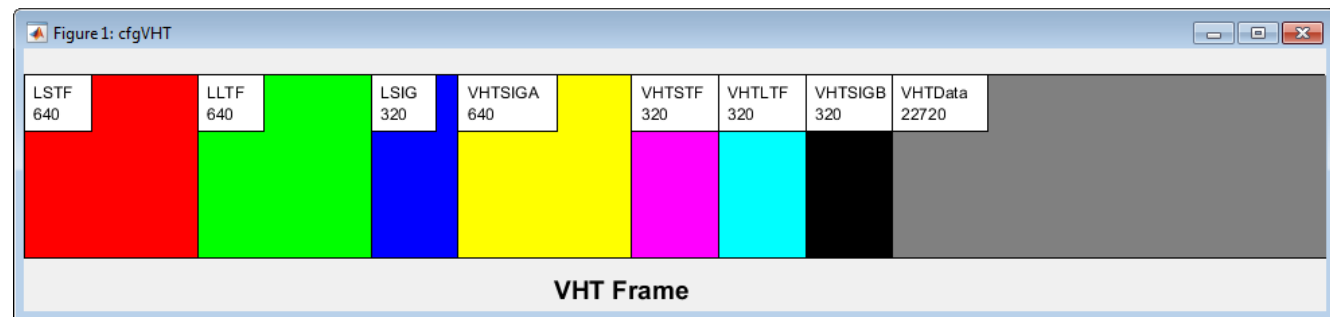 Figure 1: cfgVHT
LSTF
640
LLTF
640
LSIG
320
VHTSIGA
640
VHTSTF
320
VHTLTF
320
VHTSIGB
320
VHTData
22720
VHT Frame